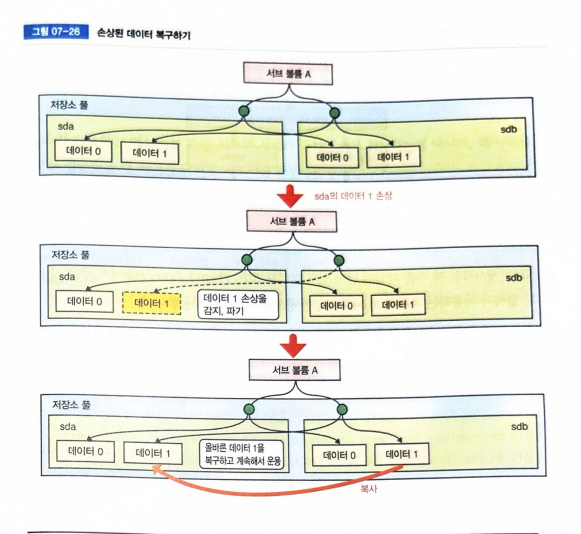 그림 07-26 손상된 데이터 복구하기
서브 볼륨 A
저장소 풀
sda
sdb
데이터 0
데이터 1
데이터 0
데이터 1
sda의 데이터 1 손상
서브 볼륨 A
저장소 풀
sda
sdb
데이터 0
데이터 1
데이터 1 손상을
감지, 파기
데이터 0
데이터 1
서브 볼륨 A
저장소 풀
sda
sdb
데이터 0
데이터 1
올바른 데이터 1을
복구하고 계속해서 운용
데이터 0
데이터 1
복사